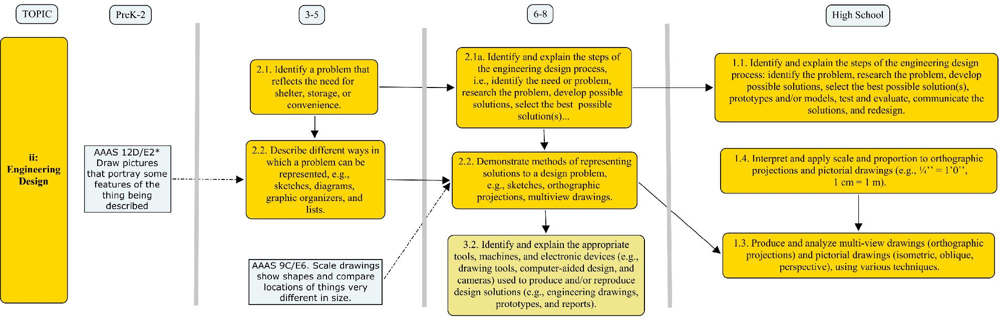 TOPIC
PreK-2
3-5
6-8
High School
ii:
Engineering
Design
AAAS 12D/E2*
Draw pictures
that portray some
features of the
thing being
described
2.1. Identify a problem that
reflects the need for
shelter, storage, or
convenience.
2.2. Describe different ways in
which a problem can be
represented, e.g.,
sketches, diagrams,
graphic organizers, and
lists.
AAAS 9C/E6. Scale drawings
show shapes and compare
locations of things very
different in size.
2.1a. Identify and explain the steps of
the engineering design process,
i.e., identify the need or problem,
research the problem, develop possible
solutions, select the best possible
solution(s)...
2.2. Demonstrate methods of representing
solutions to a design problem,
e.g., sketches, orthographic
projections, multiview drawings.
3.2. Identify and explain the appropriate
tools, machines, and electronic devices (e.g.,
drawing tools, computer-aided design, and
cameras) used to produce and/or reproduce
design solutions (e.g., engineering drawings,
prototypes, and reports).
1.1. Identify and explain the steps of the engineering design
process: identify the problem, research the problem, develop
possible solutions, select the best possible solution(s),
prototypes and/or models, test and evaluate, communicate the
solutions, and redesign.
1.4. Interpret and apply scale and proportion to orthographic
projections and pictorial drawings (e.g., ¼’’ = 1’0’’,
1 cm = 1 m).
1.3. Produce and analyze multi-view drawings (orthographic
projections) and pictorial drawings (isometric, oblique,
perspective), using various techniques.